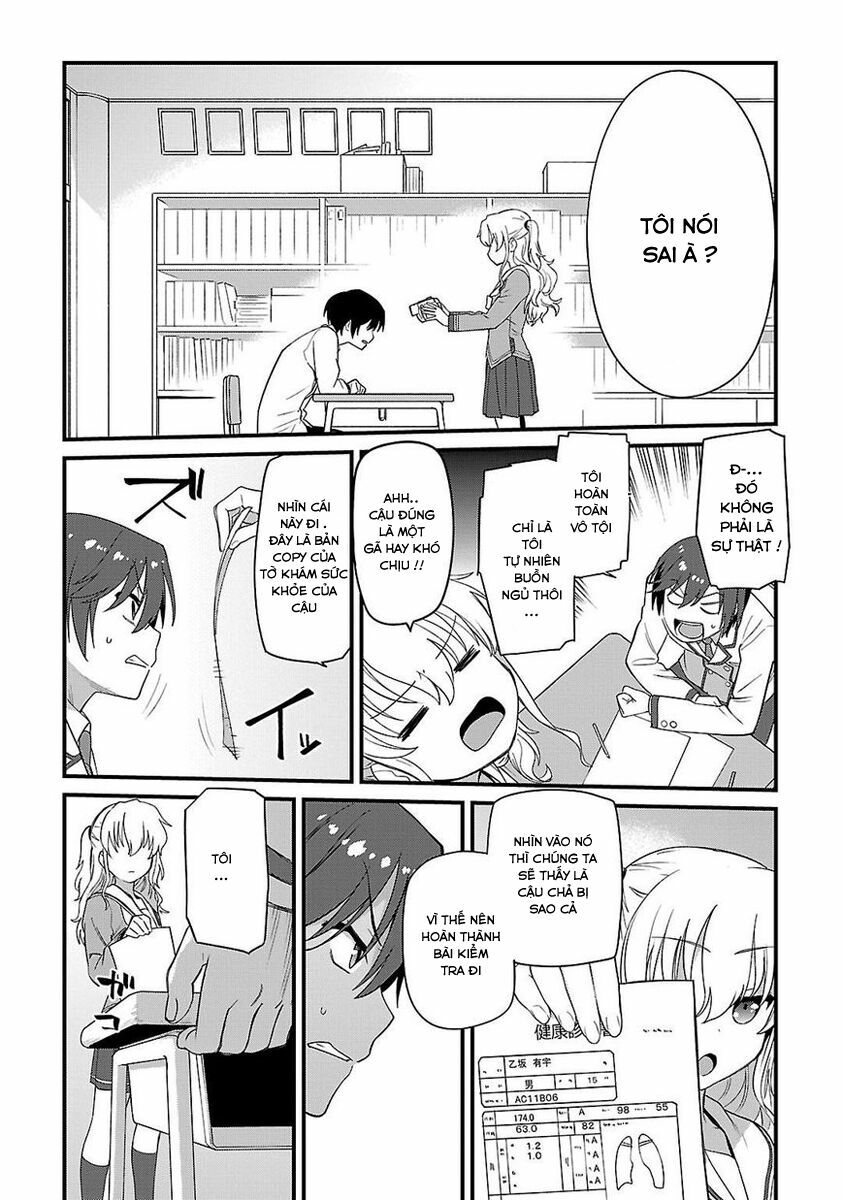 TÔI NÓI
SAI À ?
Đ-...
ĐÓ
KHÔNG
PHẢI LÀ
SỰ THẬT !
TÔI
HOÀN
TOÀN
VÔ TỘI
CHỈ LÀ
TÔI
TỰ NHIÊN
BUỒN
NGỦ THÔI
...
AHH..
CẬU ĐÚNG
LÀ MỘT
GÃ HAY KHÓ
CHỊU !!
NHÌN CÁI
NÀY ĐI .
ĐÂY LÀ BẢN
COPY CỦA
TỜ KHÁM SỨC
KHỎE CỦA
CẬU
ズイッ
NHÌN VÀO NÓ
THÌ CHÚNG TA
SẼ THẤY LÀ
CẬU CHẢ BỊ
SAO CẢ
VÌ THẾ NÊN
HOÀN THÀNH
BÀI KIỂM
TRA ĐI
健康診
乙坂 有宇
男 15
AC11B06
174.0 A 98 55
63.0 82 A
1.2 A
1.0 A
A
TÔI
...
ガタッ